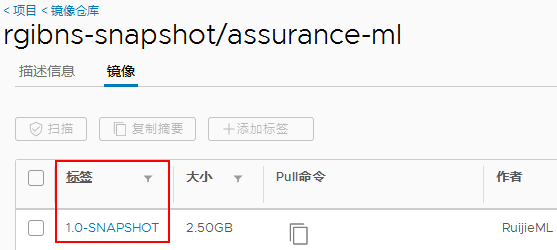 < 项目 < 镜像仓库
rgibns-snapshot/assurance-ml
描述信息 镜像
扫描 复制摘要 +添加标签
标签 大小 Pull命令 作者
1.0-SNAPSHOT 2.50GB RuijieML